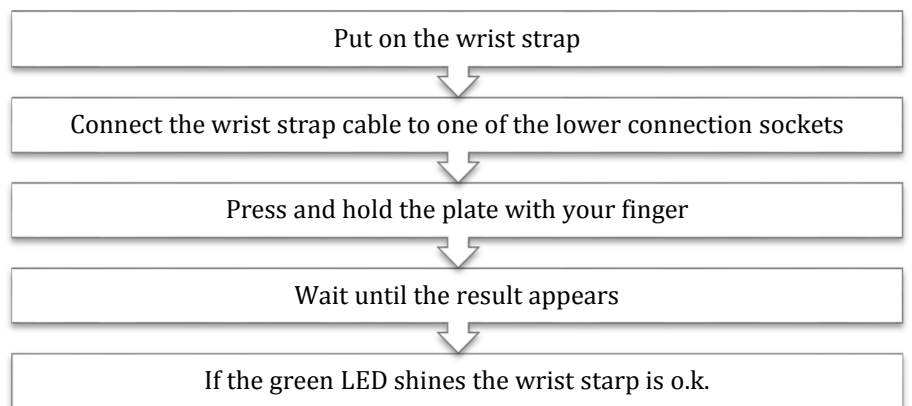 Put on the wrist strap
Connect the wrist strap cable to one of the lower connection sockets
Press and hold the plate with your finger
Wait until the result appears
If the green LED shines the wrist starp is o.k.